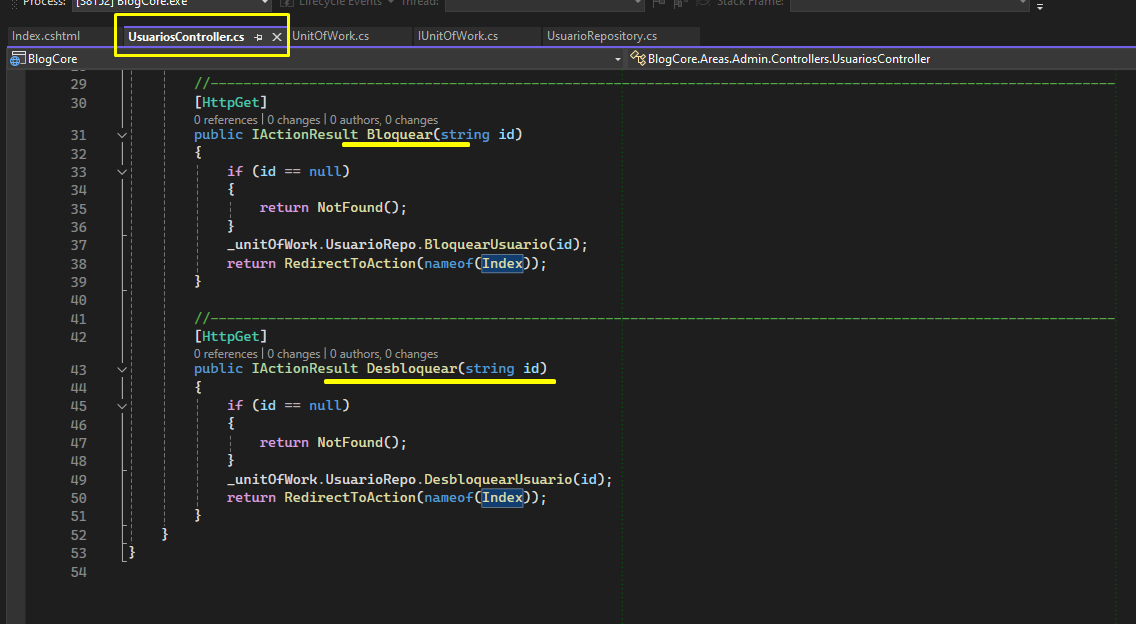 Process: [38152] BlogCore.exe Lifecycle Events Thread: Stack Frame:
Index.cshtml UsuariosController.cs UnitOfWork.cs IUnitOfWork.cs UsuarioRepository.cs
BlogCore BlogCore.Areas.Admin.Controllers.UsuariosController
29 //--------------------------------------------------------------------------------------------------------------
30 [HttpGet]
0 references | 0 changes | 0 authors, 0 changes
31 public IActionResult Bloquear(string id)
32 {
33 if (id == null)
34 {
35 return NotFound();
36 }
37 _unitOfWork.UsuarioRepo.BloquearUsuario(id);
38 return RedirectToAction(nameof(Index));
39 }
40
41 //--------------------------------------------------------------------------------------------------------------
42 [HttpGet]
0 references | 0 changes | 0 authors, 0 changes
43 public IActionResult Desbloquear(string id)
44 {
45 if (id == null)
46 {
47 return NotFound();
48 }
49 _unitOfWork.UsuarioRepo.DesbloquearUsuario(id);
50 return RedirectToAction(nameof(Index));
51 }
52 }
53 }
54